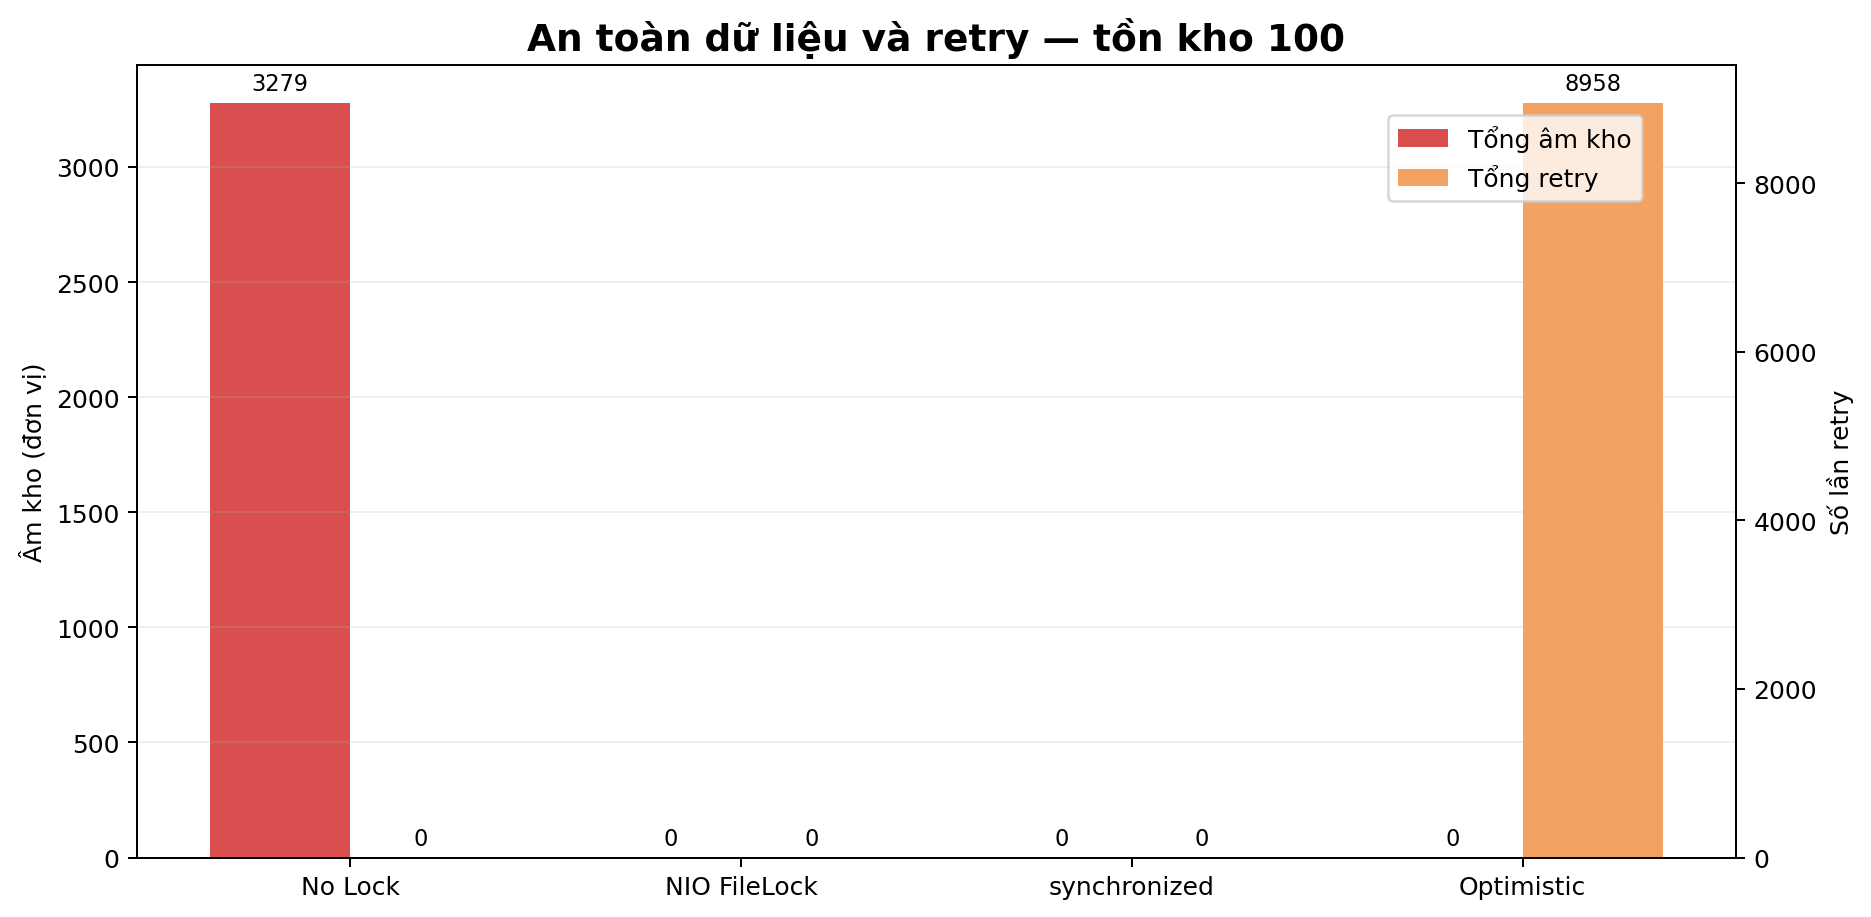 An toàn dữ liệu và retry — tồn kho 100
3279
8958
Tổng âm kho
Tổng retry
3000
2500
2000
1500
1000
500
0
Âm kho (đơn vị)
8000
6000
4000
2000
0
Số lần retry
0
0
0
0
0
0
No Lock
NIO FileLock
synchronized
Optimistic